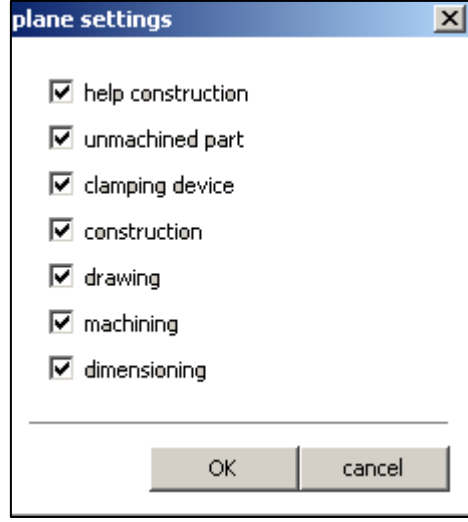 plane settings
help construction
unmachined part
clamping device
construction
drawing
machining
dimensioning
OK cancel